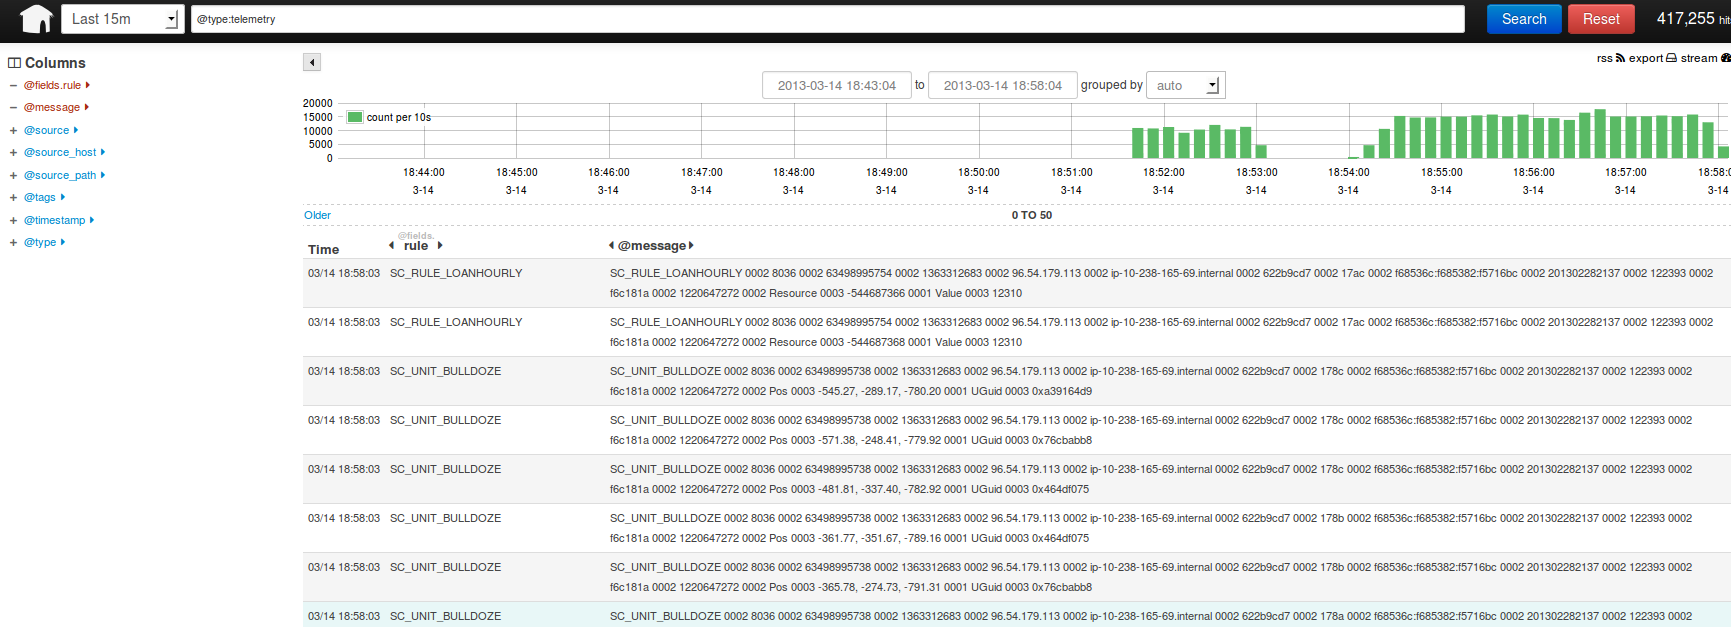 Last 15m @type:telemetry Search Reset 417,255
Columns
rss export stream
@fields.rule
@message
@source
@source_host
@source_path
@tags
@timestamp
@type
2013-03-14 18:43:04 to 2013-03-14 18:58:04 grouped by auto
20000
15000
10000
5000
0
count per 10s
18:44:00 18:45:00 18:46:00 18:47:00 18:48:00 18:49:00 18:50:00 18:51:00 18:52:00 18:53:00 18:54:00 18:55:00 18:56:00 18:57:00
3-14 3-14 3-14 3-14 3-14 3-14 3-14 3-14 3-14 3-14 3-14 3-14 3-14 3-14 3-14
Older 0 TO 50
@fields.
Time rule @message
03/14 18:58:03 SC_RULE_LOANHOURLY SC_RULE_LOANHOURLY 0002 8036 0002 63498995754 0002 1363312683 0002 96.54.179.113 0002 ip-10-238-165-69.internal 0002 622b9cd7 0002 17ac 0002 f68536c:f685382:f5716bc 0002 201302282137 0002 122393 0002
f6c181a 0002 1220647272 0002 Resource 0003 -544687366 0001 Value 0003 12310
03/14 18:58:03 SC_RULE_LOANHOURLY SC_RULE_LOANHOURLY 0002 8036 0002 63498995754 0002 1363312683 0002 96.54.179.113 0002 ip-10-238-165-69.internal 0002 622b9cd7 0002 17ac 0002 f68536c:f685382:f5716bc 0002 201302282137 0002 122393 0002
f6c181a 0002 1220647272 0002 Resource 0003 -544687368 0001 Value 0003 12310
03/14 18:58:03 SC_UNIT_BULLDOZE SC_UNIT_BULLDOZE 0002 8036 0002 63498995738 0002 1363312683 0002 96.54.179.113 0002 ip-10-238-165-69.internal 0002 622b9cd7 0002 178c 0002 f68536c:f685382:f5716bc 0002 201302282137 0002 122393 0002
f6c181a 0002 1220647272 0002 Pos 0003 -545.27, -289.17, -780.20 0001 UGuid 0003 0xa39164d9
03/14 18:58:03 SC_UNIT_BULLDOZE SC_UNIT_BULLDOZE 0002 8036 0002 63498995738 0002 1363312683 0002 96.54.179.113 0002 ip-10-238-165-69.internal 0002 622b9cd7 0002 178c 0002 f68536c:f685382:f5716bc 0002 201302282137 0002 122393 0002
f6c181a 0002 1220647272 0002 Pos 0003 -571.38, -248.41, -779.92 0001 UGuid 0003 0x76cbabb8
03/14 18:58:03 SC_UNIT_BULLDOZE SC_UNIT_BULLDOZE 0002 8036 0002 63498995738 0002 1363312683 0002 96.54.179.113 0002 ip-10-238-165-69.internal 0002 622b9cd7 0002 178c 0002 f68536c:f685382:f5716bc 0002 201302282137 0002 122393 0002
f6c181a 0002 1220647272 0002 Pos 0003 -481.81, -337.40, -782.92 0001 UGuid 0003 0x464df075
03/14 18:58:03 SC_UNIT_BULLDOZE SC_UNIT_BULLDOZE 0002 8036 0002 63498995738 0002 1363312683 0002 96.54.179.113 0002 ip-10-238-165-69.internal 0002 622b9cd7 0002 178b 0002 f68536c:f685382:f5716bc 0002 201302282137 0002 122393 0002
f6c181a 0002 1220647272 0002 Pos 0003 -361.77, -351.67, -789.16 0001 UGuid 0003 0x464df075
03/14 18:58:03 SC_UNIT_BULLDOZE SC_UNIT_BULLDOZE 0002 8036 0002 63498995738 0002 1363312683 0002 96.54.179.113 0002 ip-10-238-165-69.internal 0002 622b9cd7 0002 178b 0002 f68536c:f685382:f5716bc 0002 201302282137 0002 122393 0002
f6c181a 0002 1220647272 0002 Pos 0003 -365.78, -274.73, -791.31 0001 UGuid 0003 0x76cbabb8
03/14 18:58:03 SC_UNIT_BULLDOZE SC_UNIT_BULLDOZE 0002 8036 0002 63498995738 0002 1363312683 0002 96.54.179.113 0002 ip-10-238-165-69.internal 0002 622b9cd7 0002 178a 0002 f68536c:f685382:f5716bc 0002 201302282137 0002 122393 0002